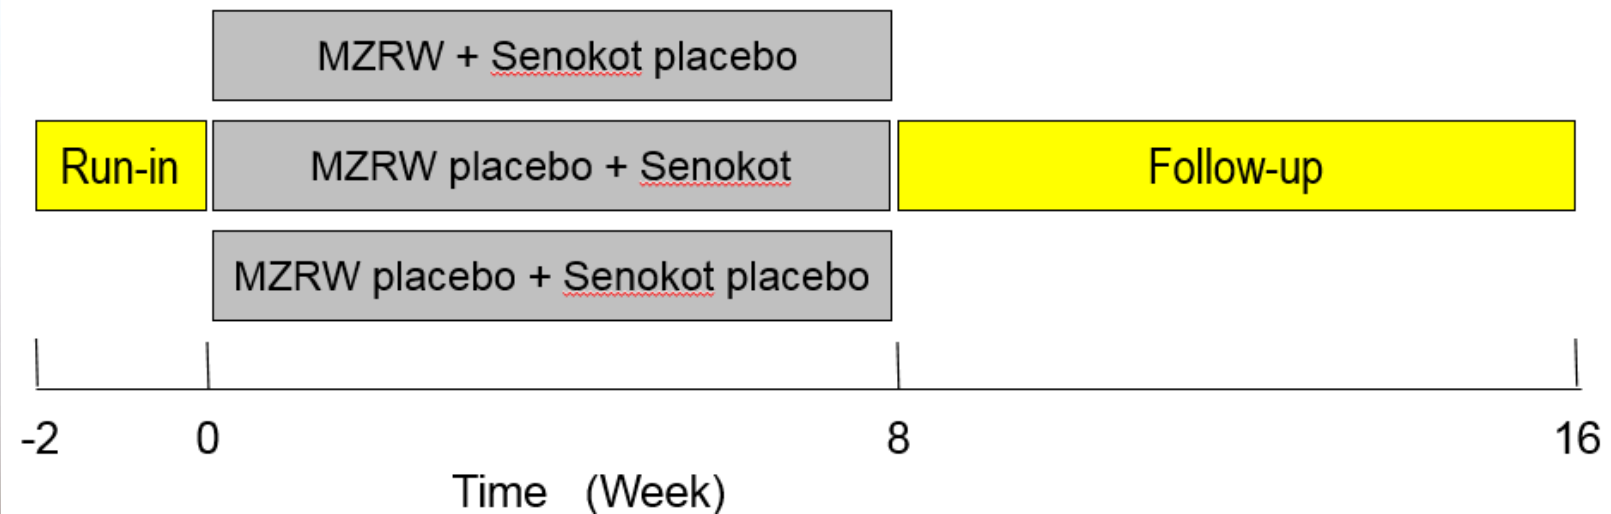 MZRW + Senokot placebo
Run-in
MZRW placebo + Senokot
Follow-up
MZRW placebo + Senokot placebo
-2 0 8 16
Time (Week)